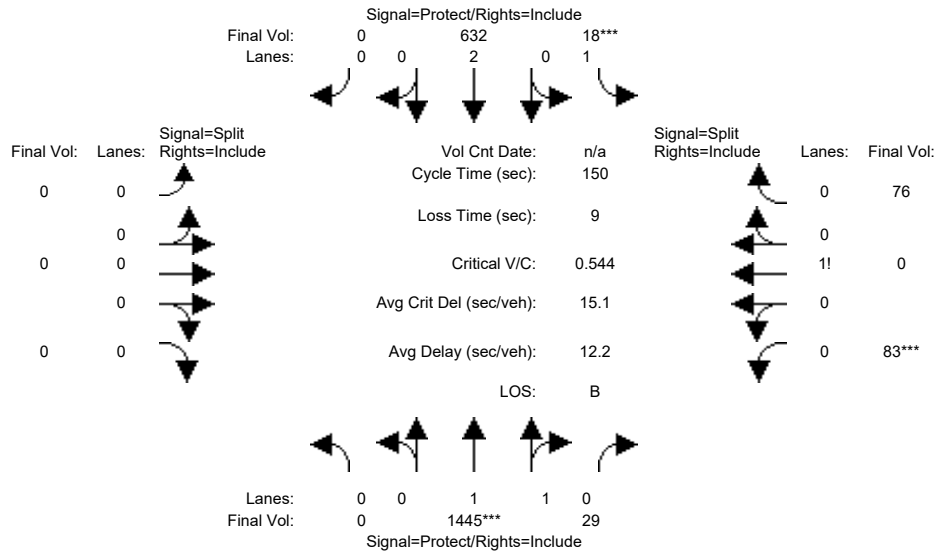 Signal=Protect/Rights=Include
Final Vol: 0 632 18***
Lanes: 0 0 2 0 1
Signal=Split
Rights=Include
Final Vol: Lanes:
0 0
0
0 0
0
0 0
Vol Cnt Date: n/a
Cycle Time (sec): 150
Loss Time (sec): 9
Critical V/C: 0.544
Avg Crit Del (sec/veh): 15.1
Avg Delay (sec/veh): 12.2
LOS: B
Signal=Split
Rights=Include
Lanes: Final Vol:
0 76
0
1! 0
0
0 83***
Lanes: 0 0 1 1 0
Final Vol: 0 1445*** 29
Signal=Protect/Rights=Include